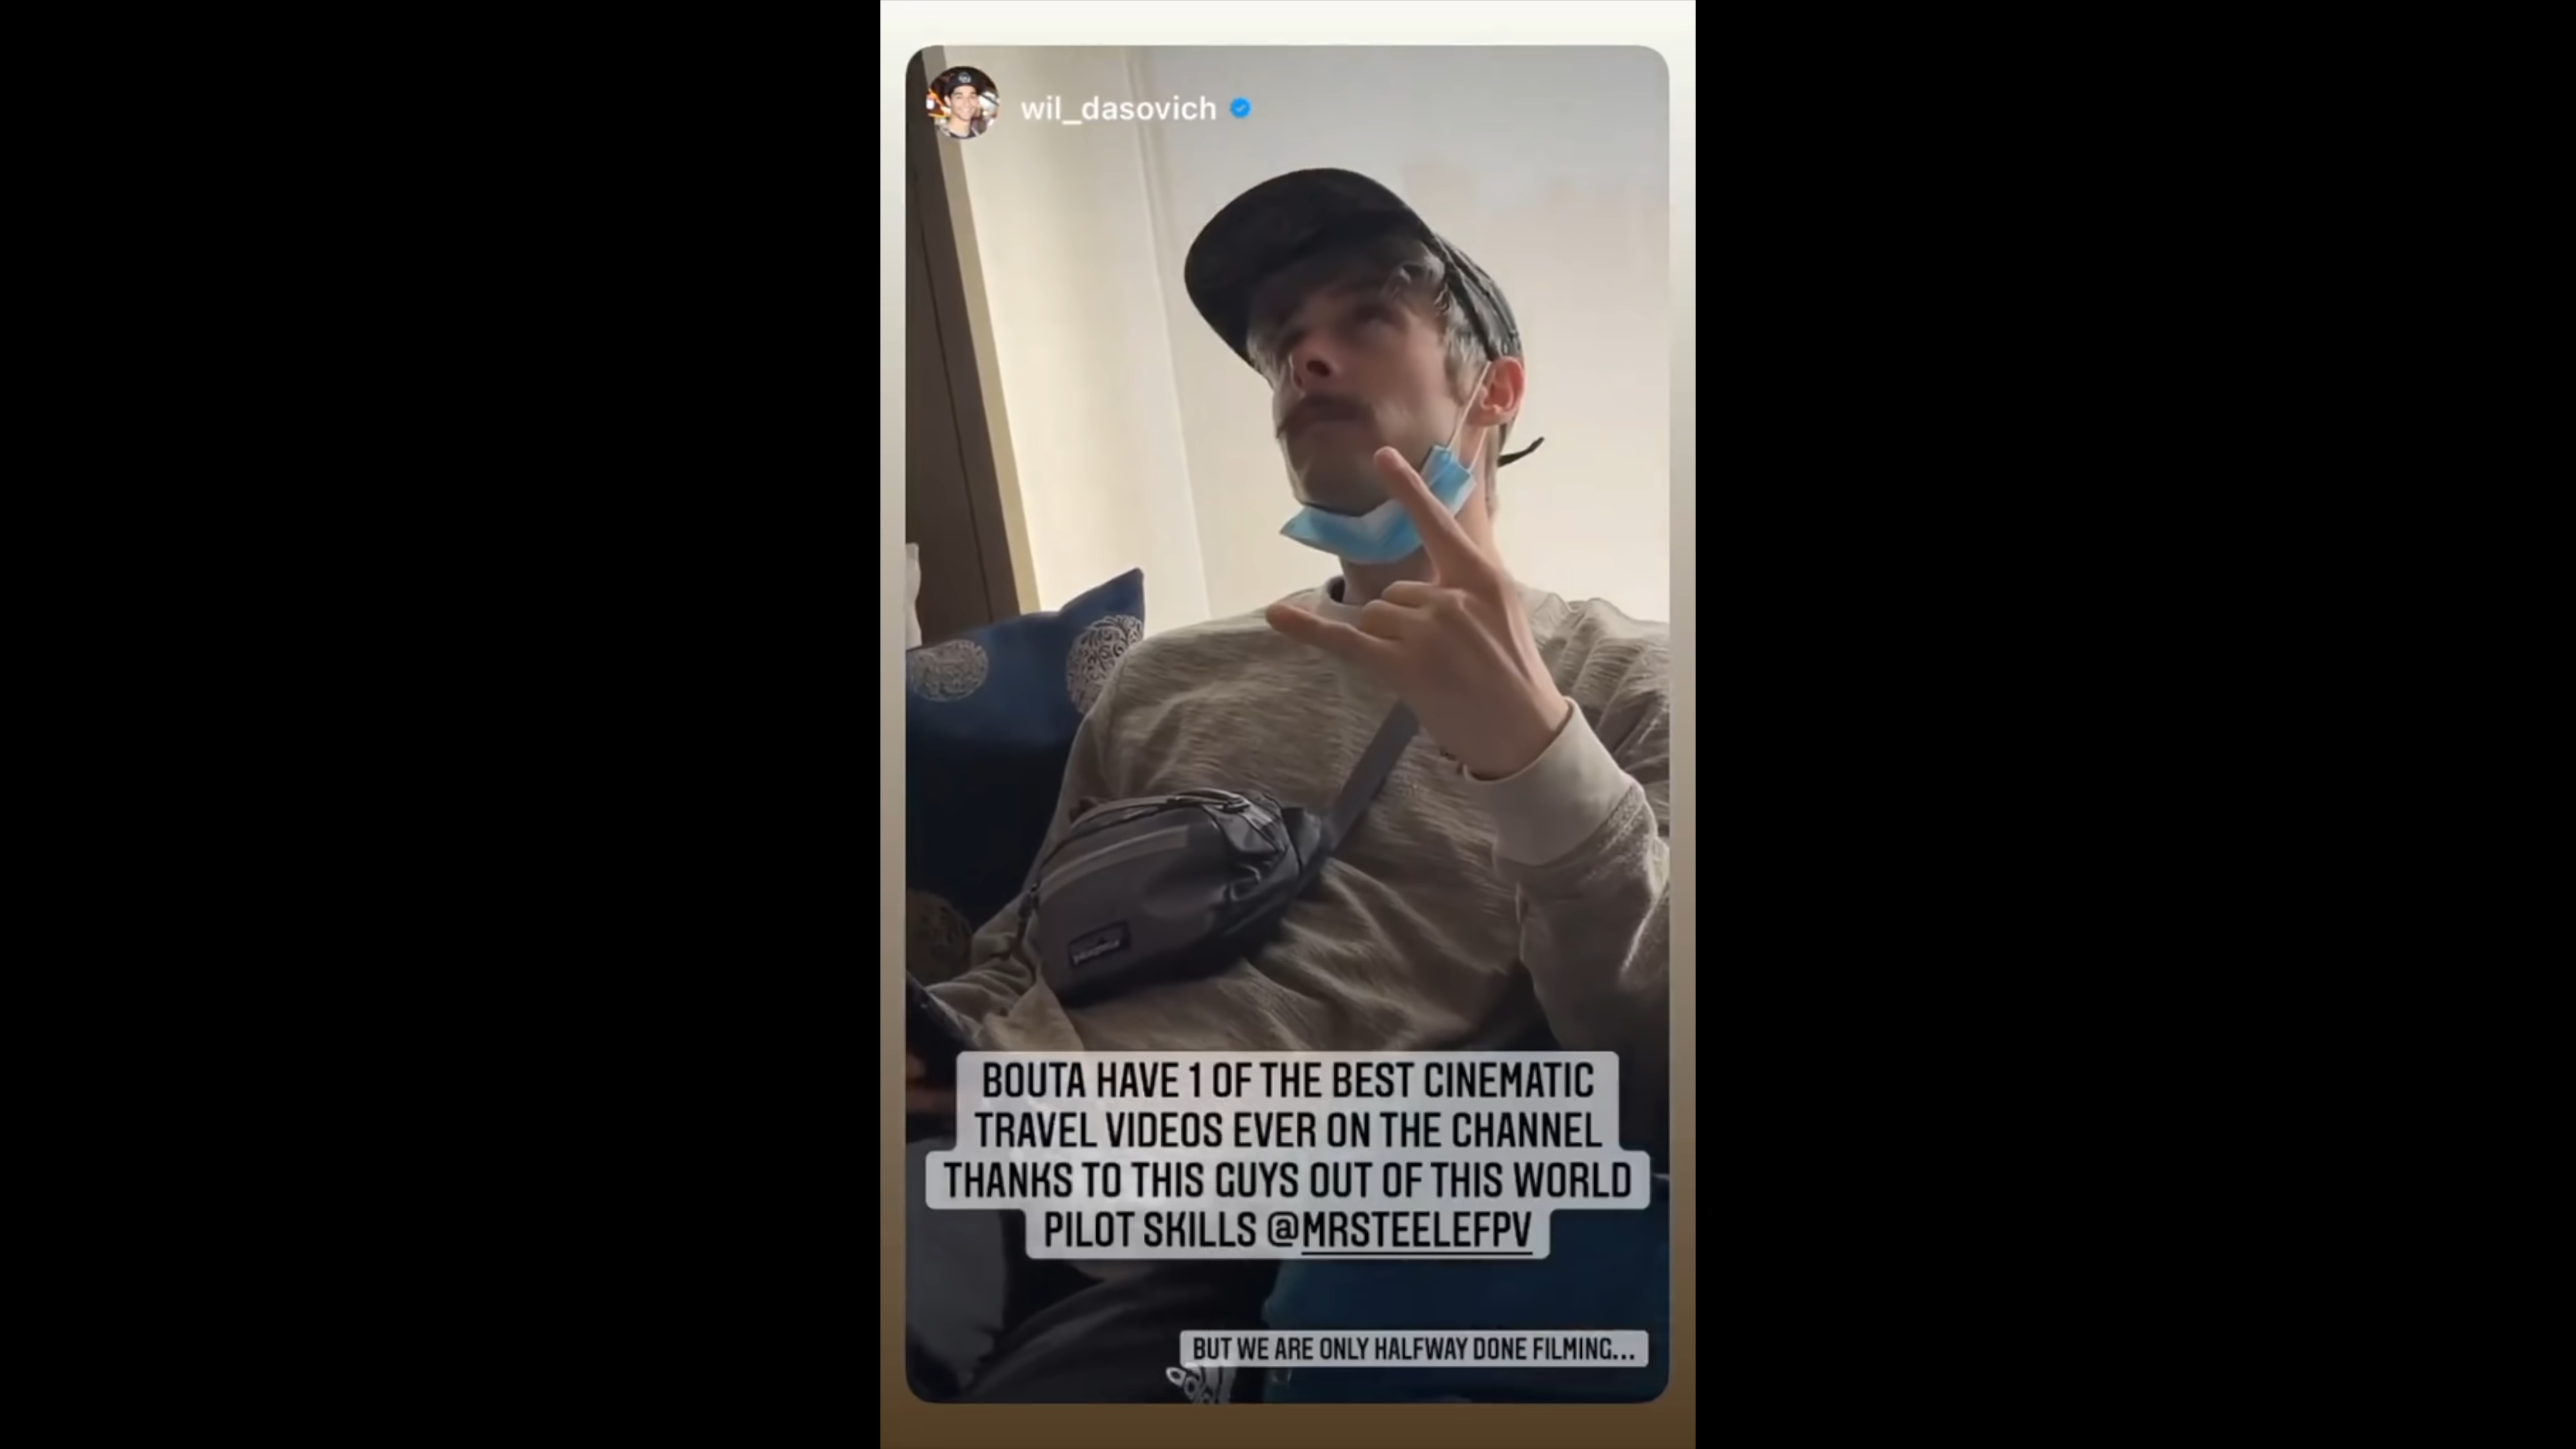 wil_dasovich
BOUTA HAVE 1 OF THE BEST CINEMATIC
TRAVEL VIDEOS EVER ON THE CHANNEL
THANKS TO THIS GUYS OUT OF THIS WORLD
PILOT SKILLS @MRSTEELEFPV
BUT WE ARE ONLY HALFWAY DONE FILMING...